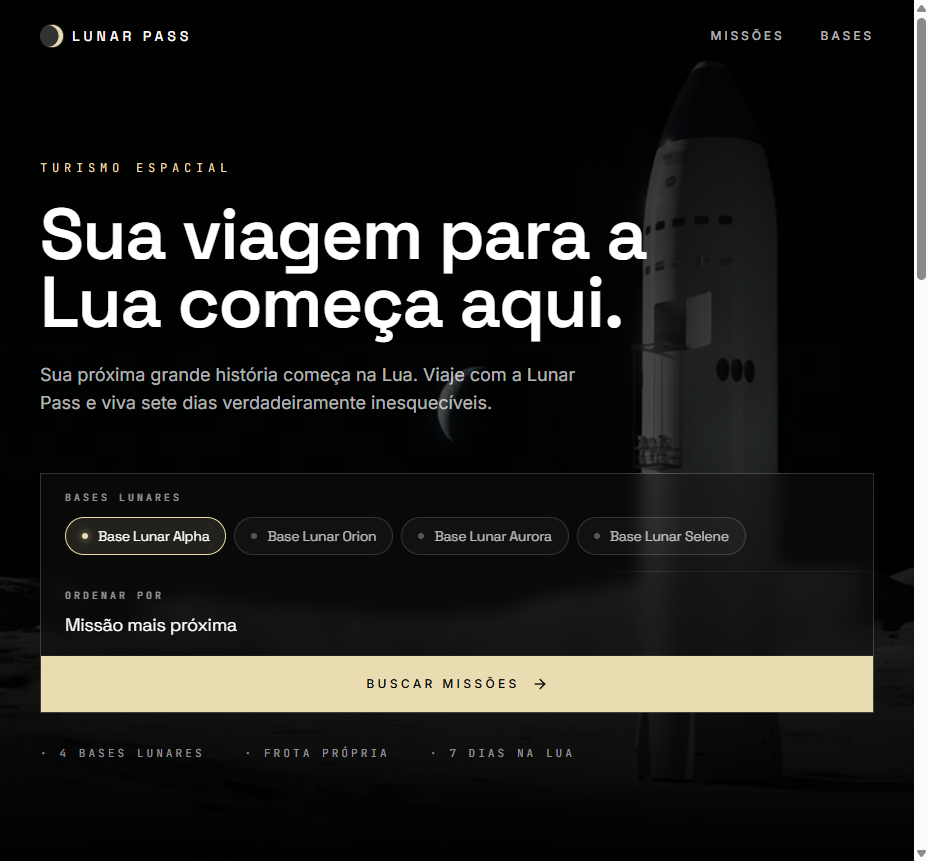 LUNAR PASS
MISSÕES
BASES
TURISMO ESPACIAL
Sua viagem para a
Lua começa aqui.
Sua próxima grande história começa na Lua. Viaje com a Lunar
Pass e viva sete dias verdadeiramente inesquecíveis.
BASES LUNARES
Base Lunar Alpha
Base Lunar Orion
Base Lunar Aurora
Base Lunar Selene
ORDENAR POR
Missão mais próxima
BUSCAR MISSÕES →
· 4 BASES LUNARES
· FROTA PRÓPRIA
· 7 DIAS NA LUA